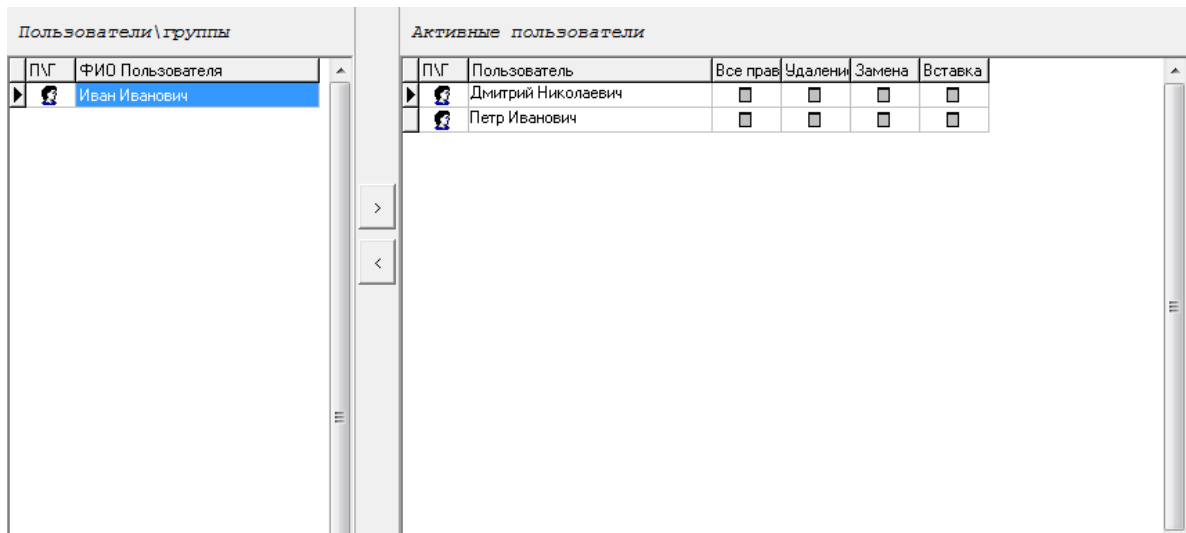 Пользователи\группы
П\Г ФИО Пользователя
Иван Иванович
>
<
Активные пользователи
П\Г Пользователь Все прав Удалени Замена Вставка
Дмитрий Николаевич
Петр Иванович